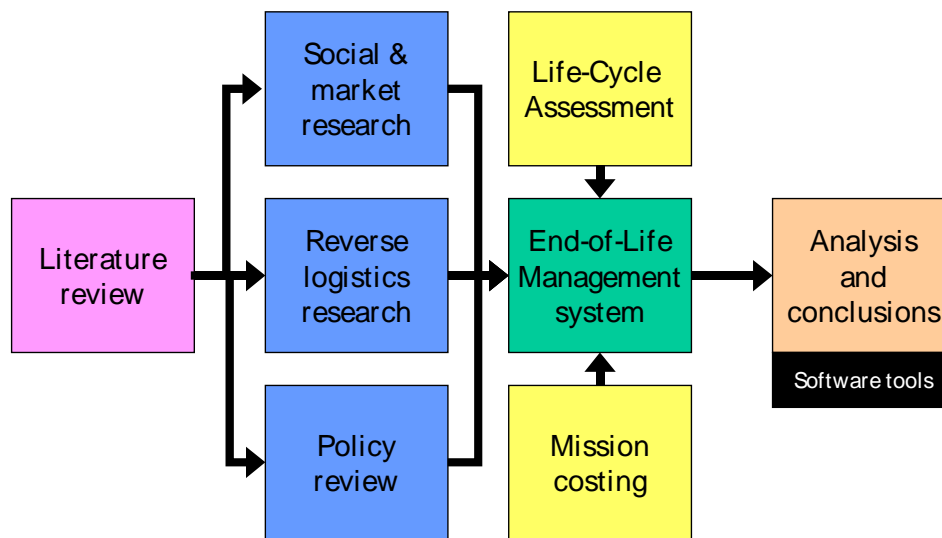 Social &
market
research
Life-Cycle
Assessment
Literature
review
Reverse
logistics
research
End-of-Life
Management
system
Analysis
and
conclusions
Software tools
Policy
review
Mission
costing